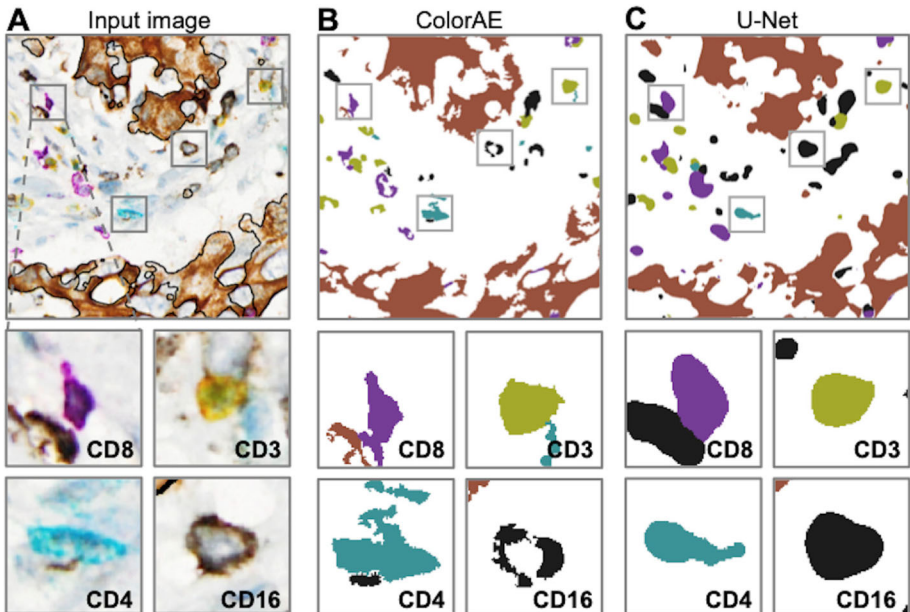 A Input image
B ColorAE
C U-Net
CD8 CD3 CD8 CD3 CD8 CD3
CD4 CD16 CD4 CD16 CD4 CD16